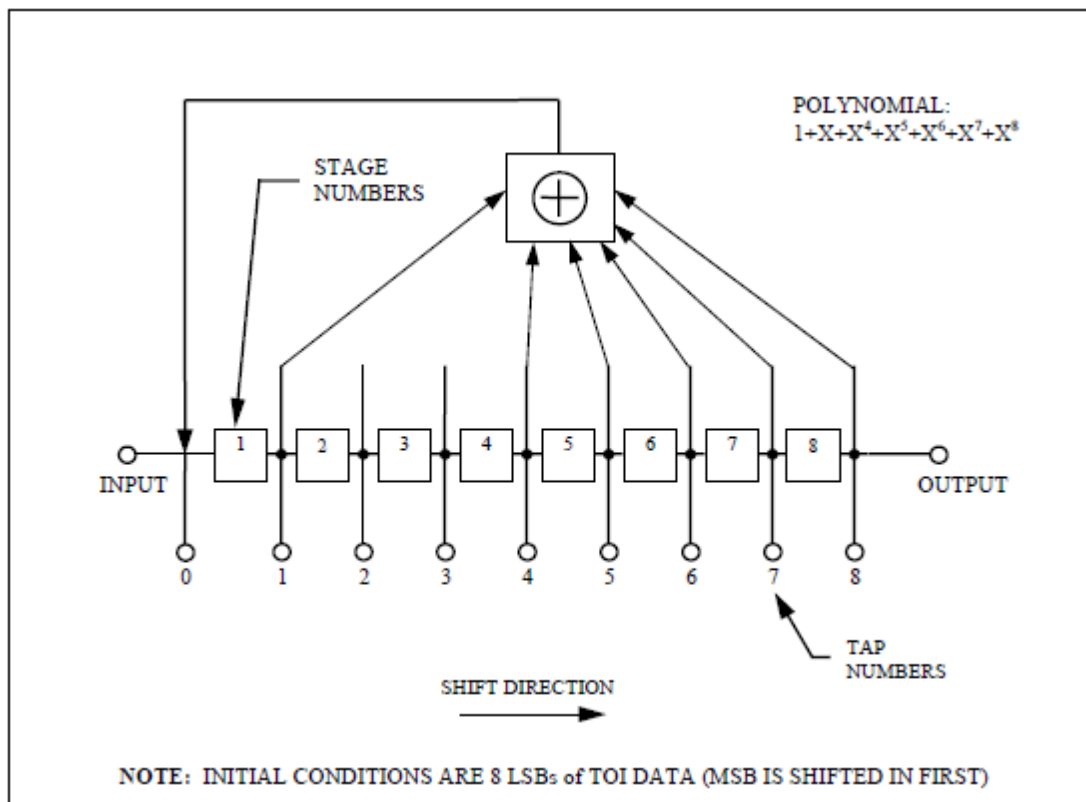 POLYNOMIAL:
1+X+X⁴+X⁵+X⁶+X⁷+X⁸
STAGE
NUMBERS
1 2 3 4 5 6 7 8
INPUT OUTPUT
0 1 2 3 4 5 6 7 8
TAP
NUMBERS
SHIFT DIRECTION
NOTE: INITIAL CONDITIONS ARE 8 LSBs of TOI DATA (MSB IS SHIFTED IN FIRST)